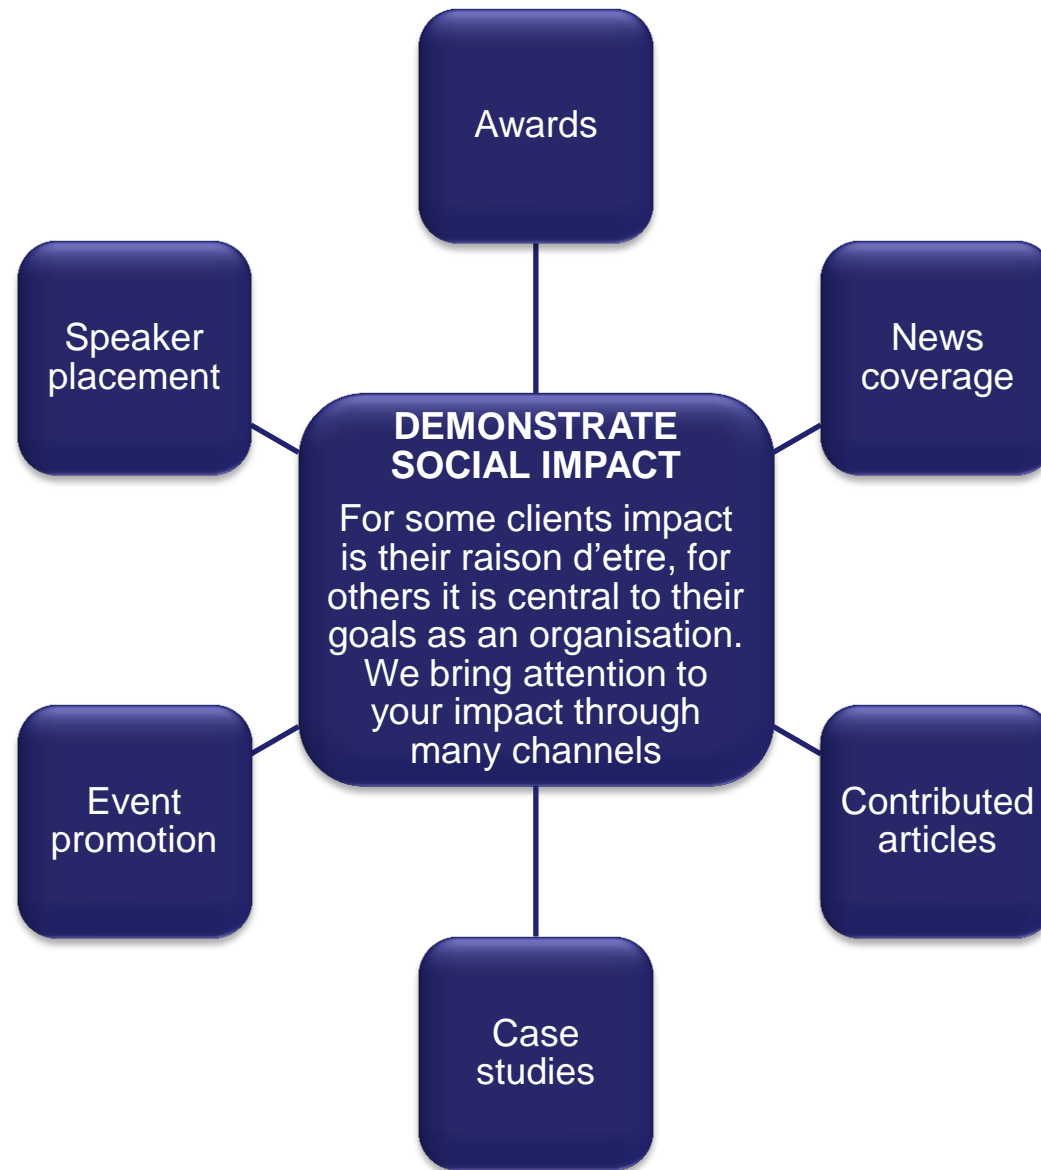 Awards
Speaker
placement
News
coverage
DEMONSTRATE
SOCIAL IMPACT
For some clients impact
is their raison d’etre, for
others it is central to their
goals as an organisation.
We bring attention to
your impact through
many channels
Event
promotion
Contributed
articles
Case
studies